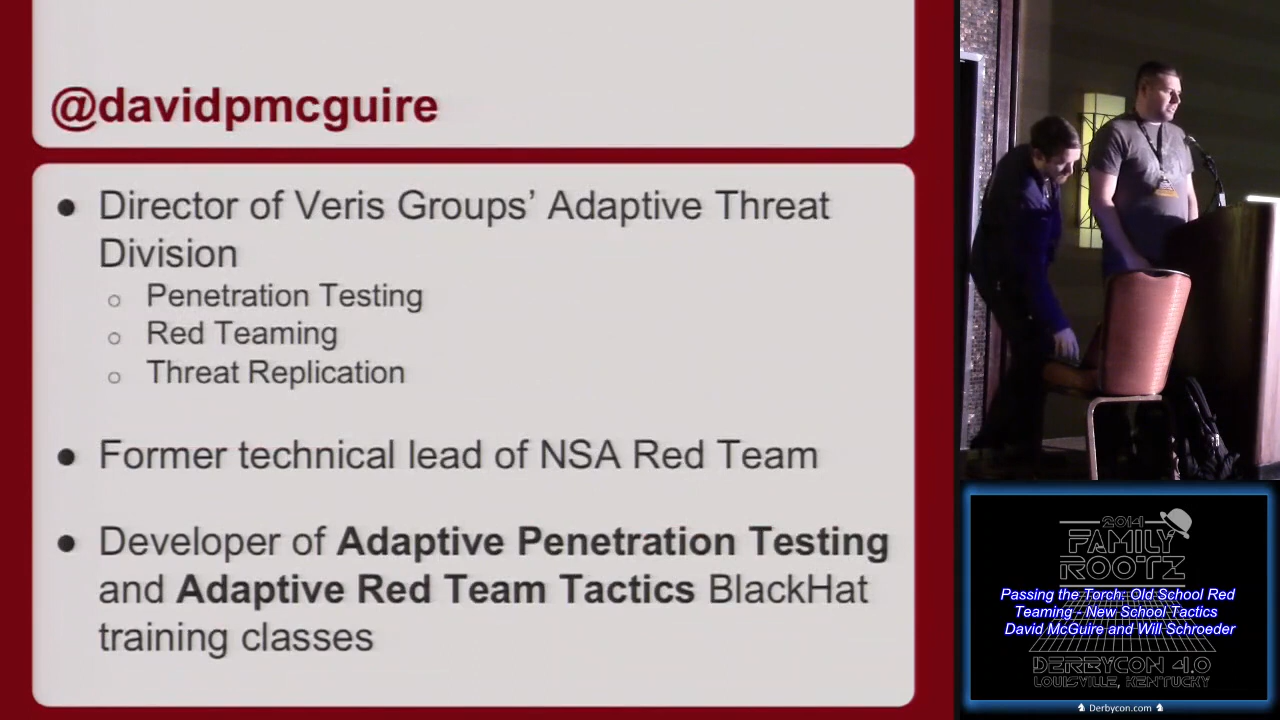 @davidpmcguire
● Director of Veris Groups’ Adaptive Threat
Division
○ Penetration Testing
○ Red Teaming
○ Threat Replication
● Former technical lead of NSA Red Team
● Developer of Adaptive Penetration Testing
and Adaptive Red Team Tactics BlackHat
training classes
2014
FAMILY
ROOTZ
Passing the Torch: Old School Red
Teaming - New School Tactics
David McGuire and Will Schroeder
DERBYCON 4.0
LOUISVILLE, KENTUCKY
Derbycon.com